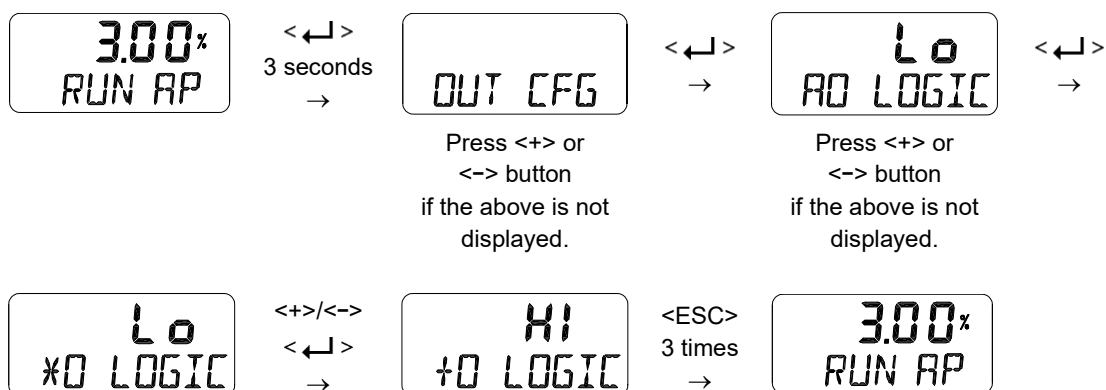 3.00%
RUN AP
<↵>
3 seconds
→
OUT CFG
Press <+> or
<−> button
if the above is not
displayed.
<↵>
→
Lo
AO LOGIC
Press <+> or
<−> button
if the above is not
displayed.
<↵>
→
Lo
*O LOGIC
<+>/<−>
<↵>
→
HI
+O LOGIC
<ESC>
3 times
→
3.00%
RUN AP